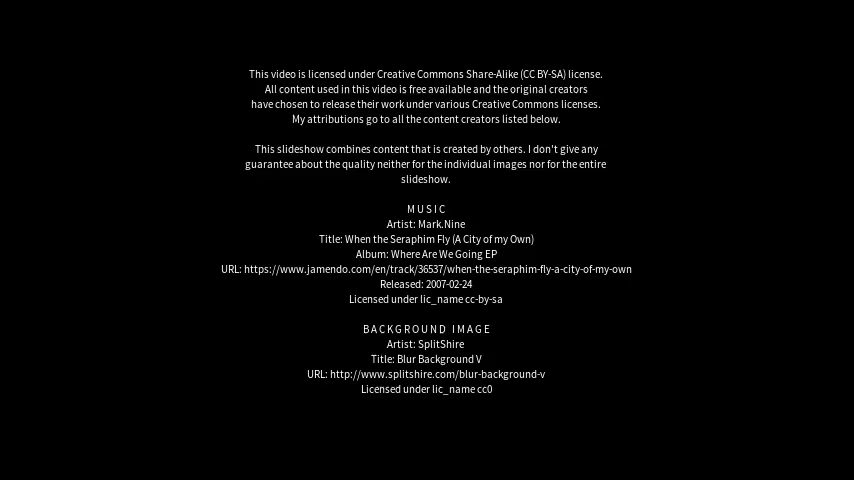 This video is licensed under Creative Commons Share-Alike (CC BY-SA) license.
All content used in this video is free available and the original creators
have chosen to release their work under various Creative Commons licenses.
My attributions go to all the content creators listed below.
This slideshow combines content that is created by others. I don't give any
guarantee about the quality neither for the individual images nor for the entire
slideshow.
MUSIC
Artist: Mark.Nine
Title: When the Seraphim Fly (A City of my Own)
Album: Where Are We Going EP
URL: https://www.jamendo.com/en/track/36537/when-the-seraphim-fly-a-city-of-my-own
Released: 2007-02-24
Licensed under lic_name cc-by-sa
BACKGROUND IMAGE
Artist: SplitShire
Title: Blur Background V
URL: http://www.splitshire.com/blur-background-v
Licensed under lic_name cc0